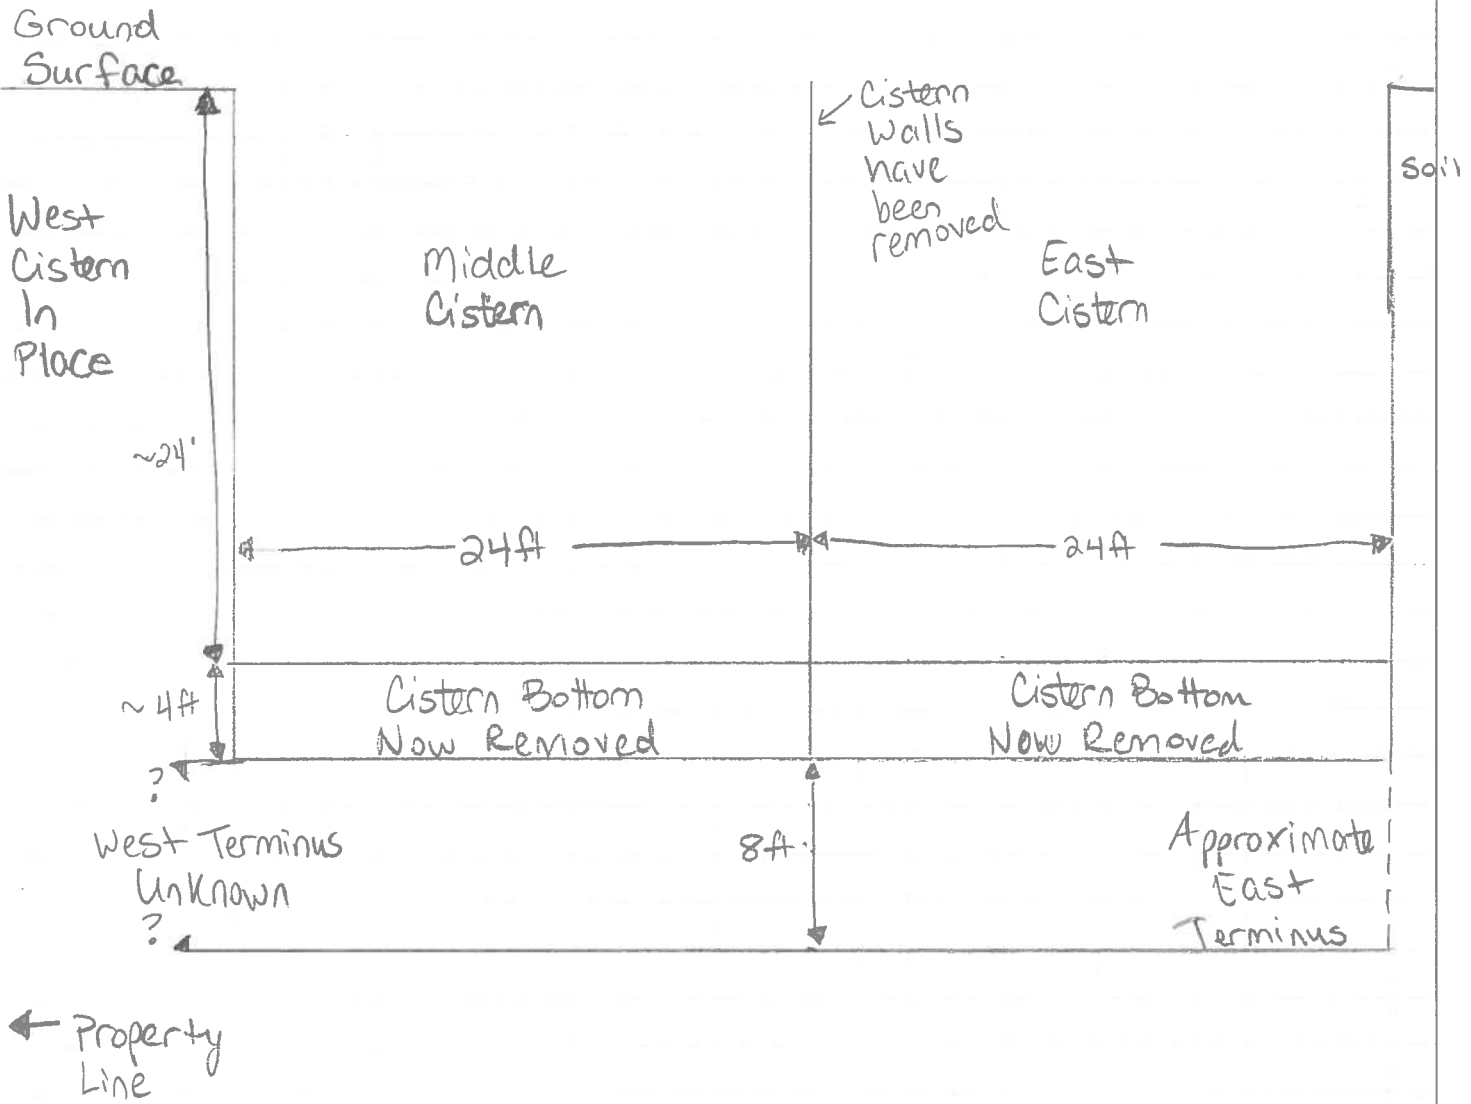 Ground
Surface
Cistern
Walls
have
been
removed
Soil
West
Cistern
In
Place
Middle
Cistern
East
Cistern
~24'
24ft
24ft
~4ft
Cistern Bottom
Now Removed
Cistern Bottom
Now Removed
?
West Terminus
Unknown
?
8ft
Approximate
East
Terminus
Property
Line